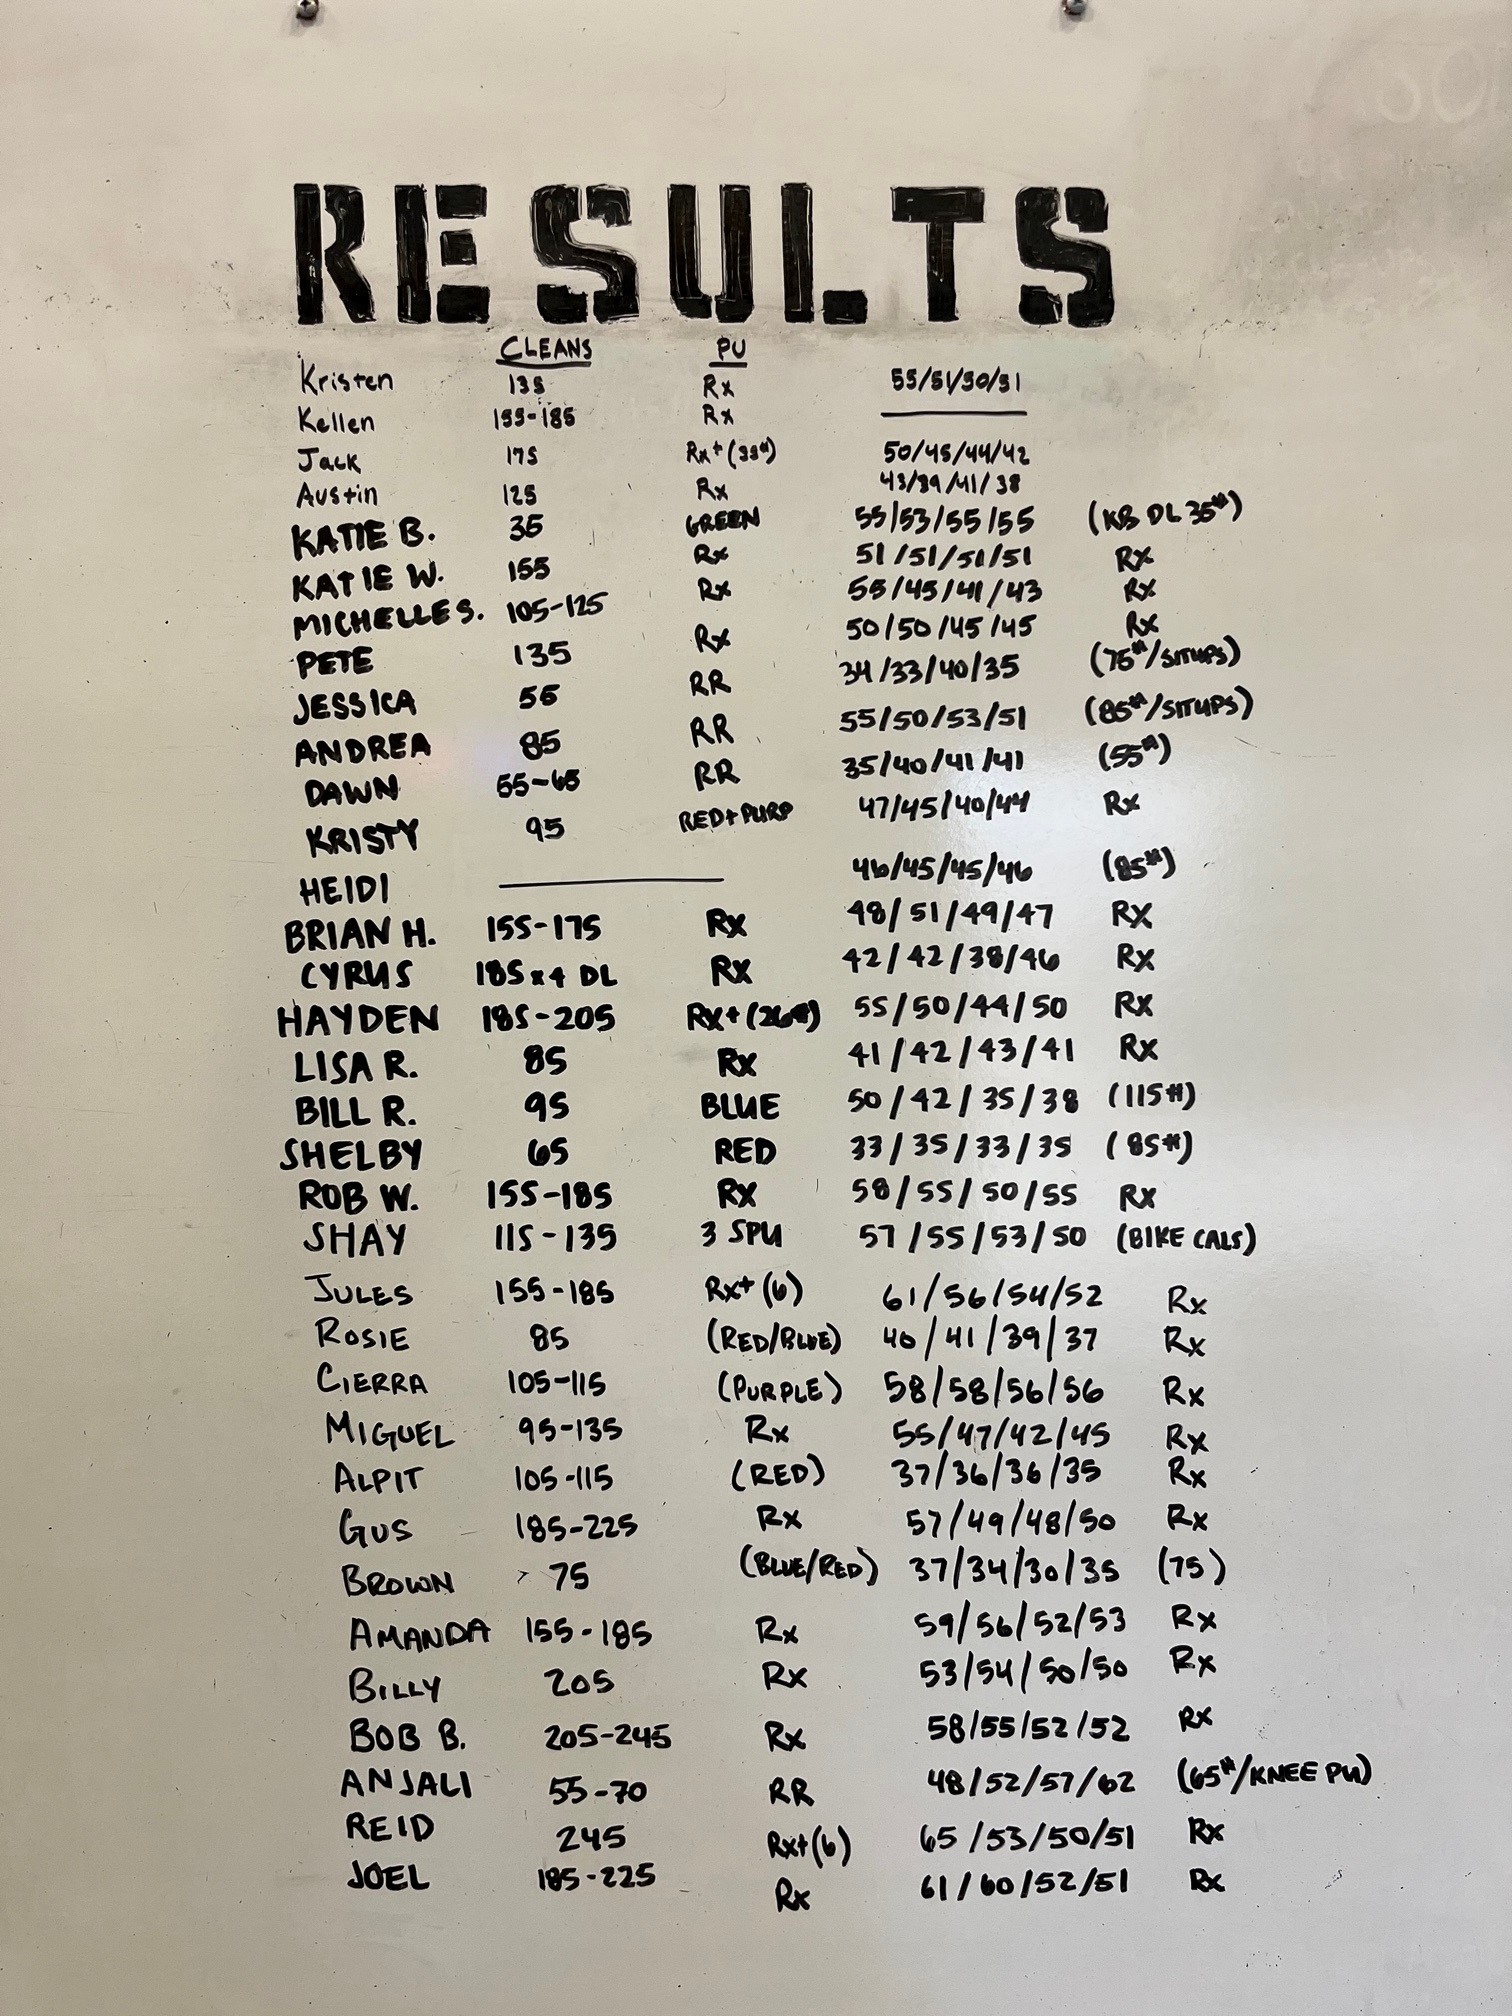 RESULTS
CLEANS PU
Kristen 135 Rx 55/51/50/51
Kellen 155-185 Rx
Jack 175 Rx+ (35#) 50/45/44/42
Austin 125 Rx 43/39/41/38
KATIE B. 35 GREEN 55/53/55/55 (KB DL 35#)
KATIE W. 155 Rx 51/51/51/51 Rx
MICHELLE S. 105-125 Rx 55/45/41/43 Rx
PETE 135 Rx 50/50/45/45 Rx
JESSICA 55 RR 34/33/40/35 (75#/SITUPS)
ANDREA 85 RR 55/50/53/51 (85#/SITUPS)
DAWN 55-65 RR 35/40/41/41 (55#)
KRISTY 95 RED+PURP 47/45/40/44 Rx
HEIDI 46/45/45/46 (85#)
BRIAN H. 155-175 Rx 48/51/49/47 Rx
CYRUS 185x4 DL Rx 42/42/38/46 Rx
HAYDEN 185-205 Rx+(26#) 55/50/44/50 Rx
LISA R. 85 Rx 41/42/43/41 Rx
BILL R. 95 BLUE 50/42/35/38 (115#)
SHELBY 65 RED 33/35/33/35 (85#)
ROB W. 155-185 Rx 58/55/50/55 Rx
SHAY 115-135 3 SPU 57/55/53/50 (BIKE CALS)
JULES 155-185 Rx+(6) 61/56/54/52 Rx
ROSIE 85 (RED/BLUE) 40/41/39/37 Rx
CIERRA 105-115 (PURPLE) 58/58/56/56 Rx
MIGUEL 95-135 Rx 55/47/42/45 Rx
ALPIT 105-115 (RED) 37/36/36/35 Rx
GUS 185-225 Rx 57/49/48/50 Rx
BROWN 75 (BLUE/RED) 37/34/30/35 (75)
AMANDA 155-185 Rx 59/56/52/53 Rx
BILLY 205 Rx 53/54/50/50 Rx
BOB B. 205-245 Rx 58/55/52/52 Rx
ANJALI 55-70 RR 48/52/57/62 (65#/KNEE PU)
REID 245 Rx+(6) 65/53/50/51 Rx
JOEL 185-225 Rx 61/60/52/51 Rx